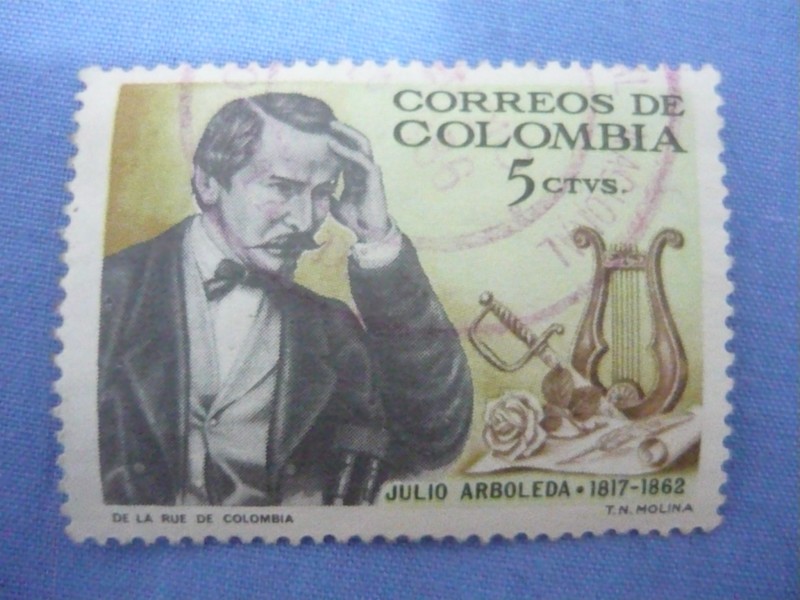 CORREOS DE
COLOMBIA
5 CTVS.
JULIO ARBOLEDA • 1817-1862
DE LA RUE DE COLOMBIA
T.N. MOLINA